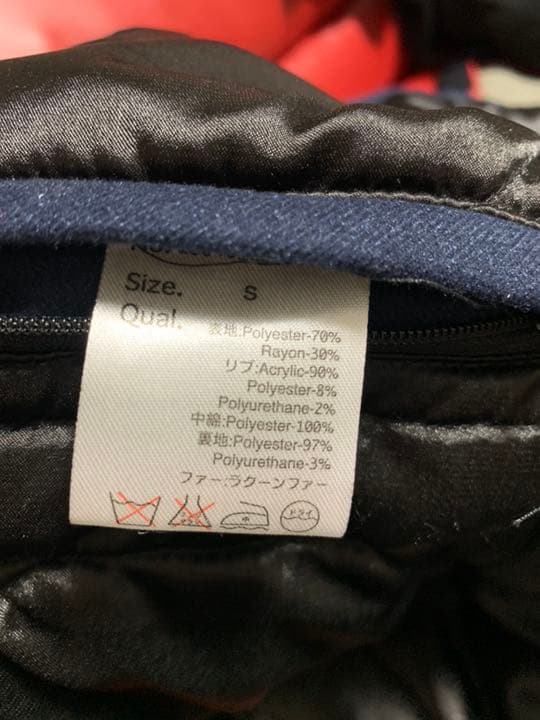 Size. S
Qual. 表地:Polyester-70%
Rayon-30%
リブ:Acrylic-90%
Polyester-8%
Polyurethane-2%
中綿:Polyester-100%
裏地:Polyester-97%
Polyurethane-3%
ファー:ラクーンファー
中 ドライ